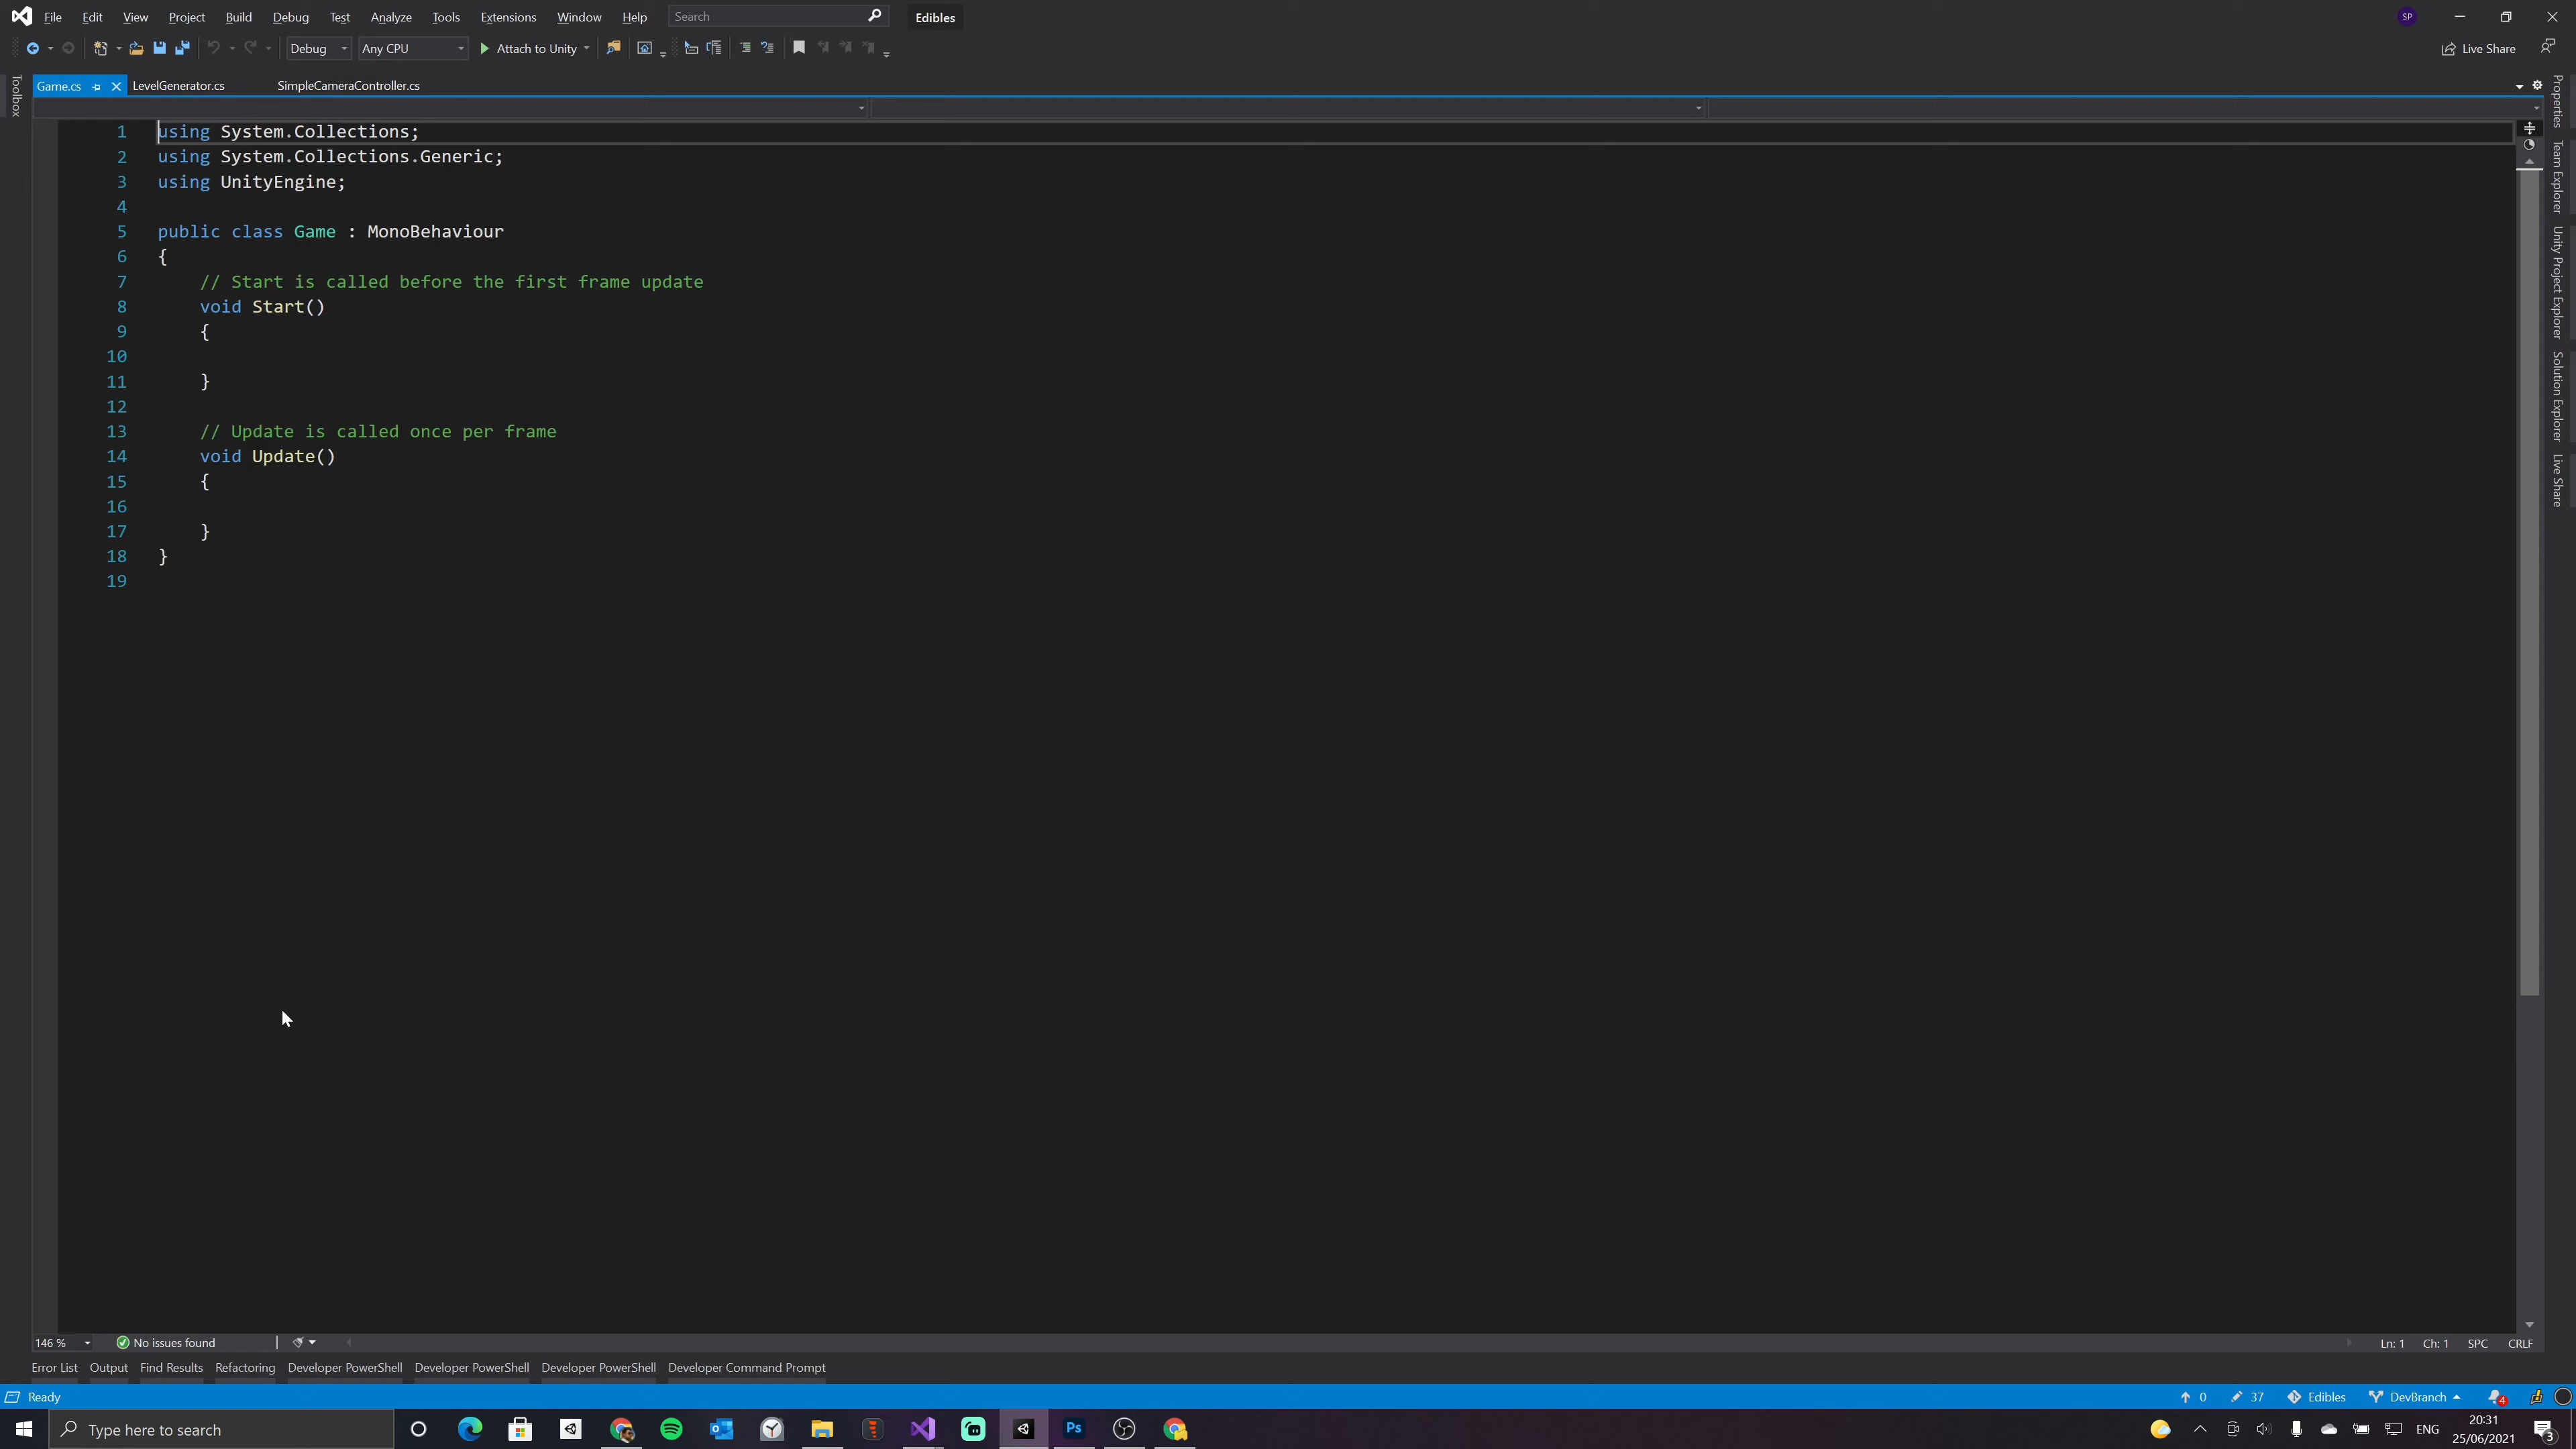 File Edit View Project Build Debug Test Analyze Tools Extensions Window Help Search Edibles SP
Debug Any CPU Attach to Unity Live Share
Game.cs LevelGenerator.cs SimpleCameraController.cs
Toolbox
1 using System.Collections;
2 using System.Collections.Generic;
3 using UnityEngine;
4
5 public class Game : MonoBehaviour
6 {
7 // Start is called before the first frame update
8 void Start()
9 {
10
11 }
12
13 // Update is called once per frame
14 void Update()
15 {
16
17 }
18 }
19
Properties
Team Explorer
Unity Project Explorer
Solution Explorer
Live Share
146 % No issues found Ln: 1 Ch: 1 SPC CRLF
Error List Output Find Results Refactoring Developer PowerShell Developer PowerShell Developer PowerShell Developer Command Prompt
Ready 0 37 Edibles DevBranch 4
Type here to search Ps ENG 20:31
25/06/2021 3